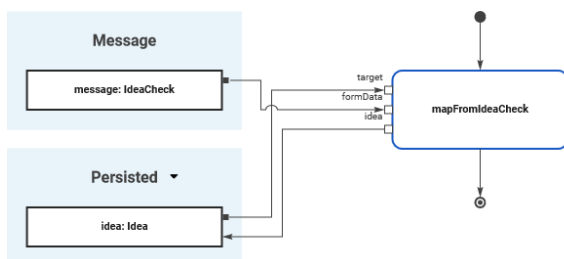 Message
message: IdeaCheck
Persisted
idea: Idea
target
formData
idea
mapFromIdeaCheck